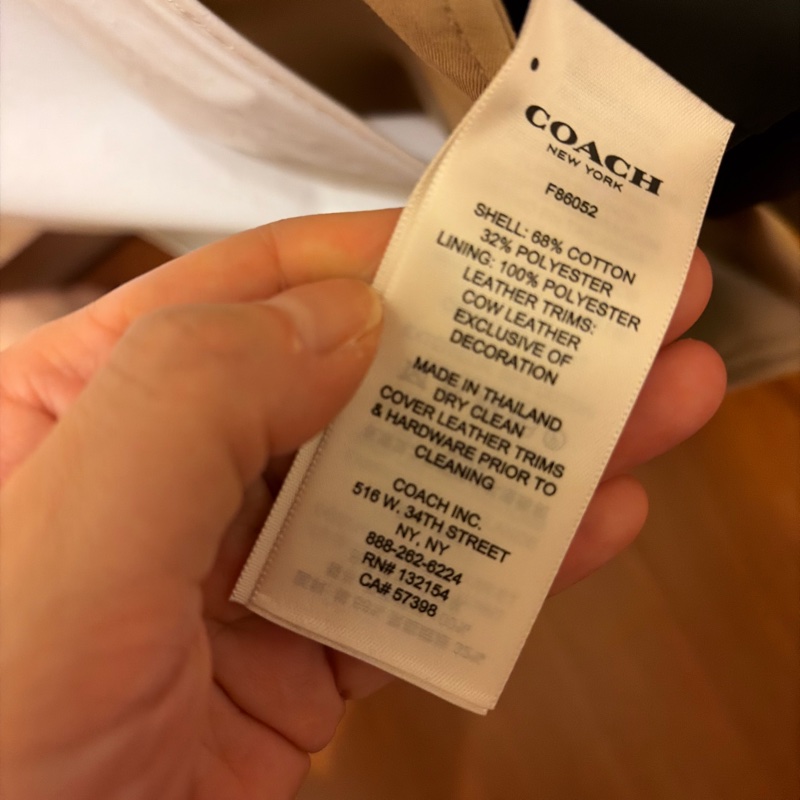 COACH
NEW YORK
F86052
SHELL: 68% COTTON
32% POLYESTER
LINING: 100% POLYESTER
LEATHER TRIMS:
COW LEATHER
EXCLUSIVE OF
DECORATION
MADE IN THAILAND
DRY CLEAN
COVER LEATHER TRIMS
& HARDWARE PRIOR TO
CLEANING
COACH INC.
516 W. 34TH STREET
NY, NY
888-262-6224
RN# 132154
CA# 57398